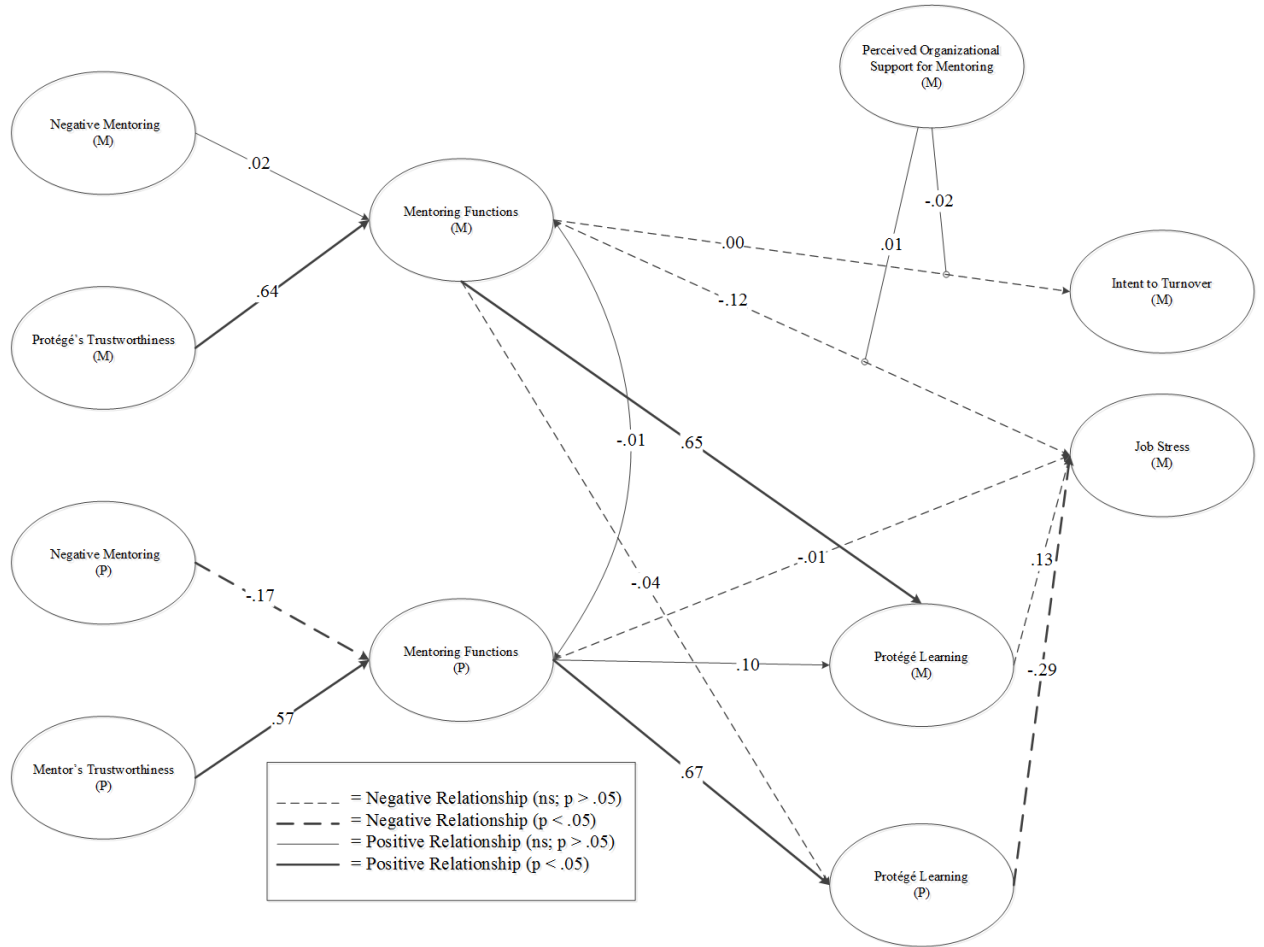 Perceived Organizational
Support for Mentoring
(M)
Negative Mentoring
(M)
.02
Mentoring Functions
(M)
-.02
.00
.01
Intent to Turnover
(M)
.64
-.12
Protégé's Trustworthiness
(M)
-.01
.65
Job Stress
(M)
Negative Mentoring
(P)
-.17
-.01
.13
-.04
Mentoring Functions
(P)
.10
Protégé Learning
(M)
-.29
.57
Mentor's Trustworthiness
(P)
.67
= Negative Relationship (ns; p > .05)
= Negative Relationship (p < .05)
= Positive Relationship (ns; p > .05)
= Positive Relationship (p < .05)
Protégé Learning
(P)